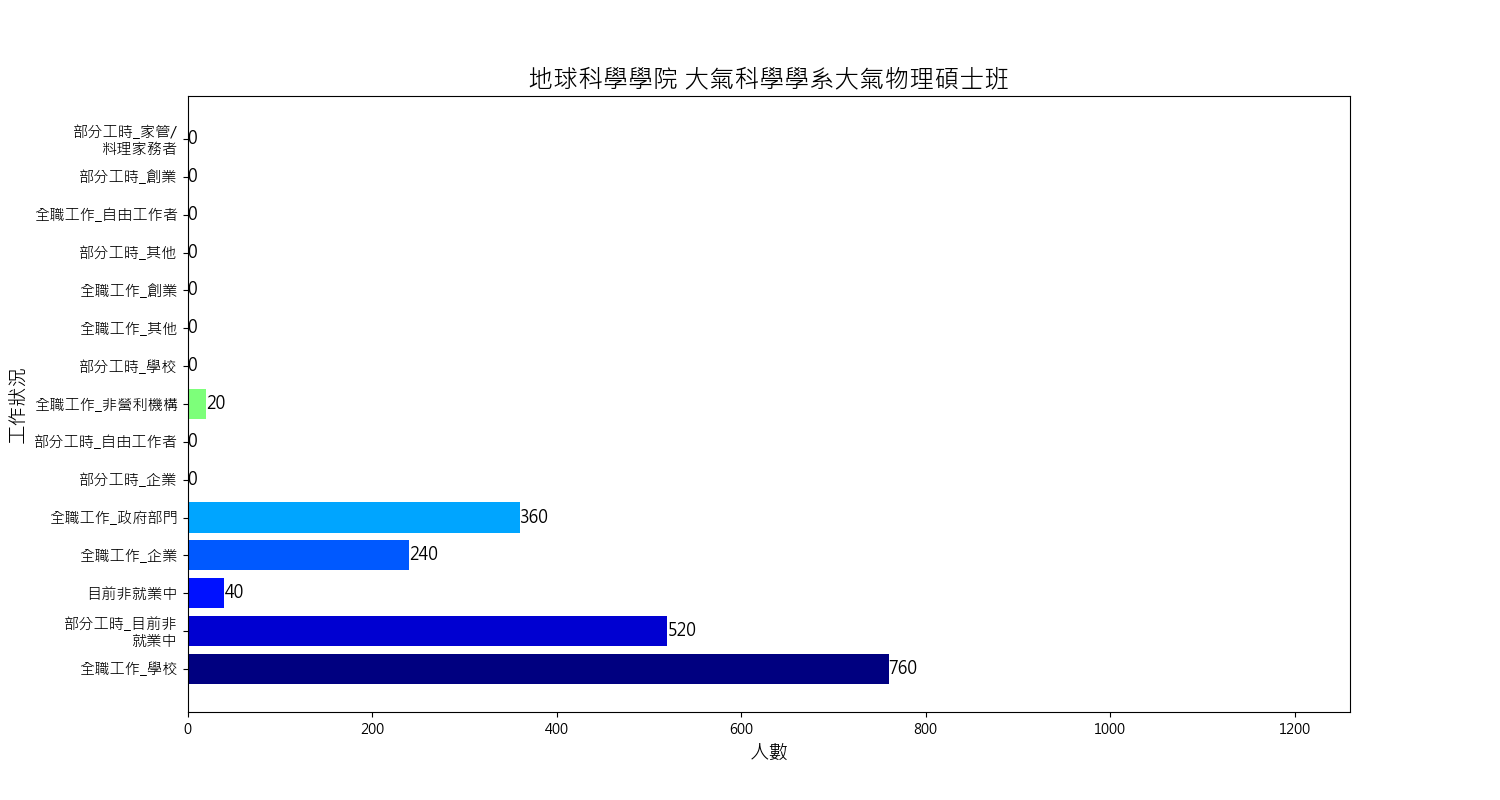 地球科學學院 大氣科學學系大氣物理碩士班
工作狀況
部分工時_家管/
料理家務者
0
部分工時_創業
0
全職工作_自由工作者
0
部分工時_其他
0
全職工作_創業
0
全職工作_其他
0
部分工時_學校
0
全職工作_非營利機構
20
部分工時_自由工作者
0
部分工時_企業
0
全職工作_政府部門
360
全職工作_企業
240
目前非就業中
40
部分工時_目前非
就業中
520
全職工作_學校
760
0 200 400 600 800 1000 1200
人數